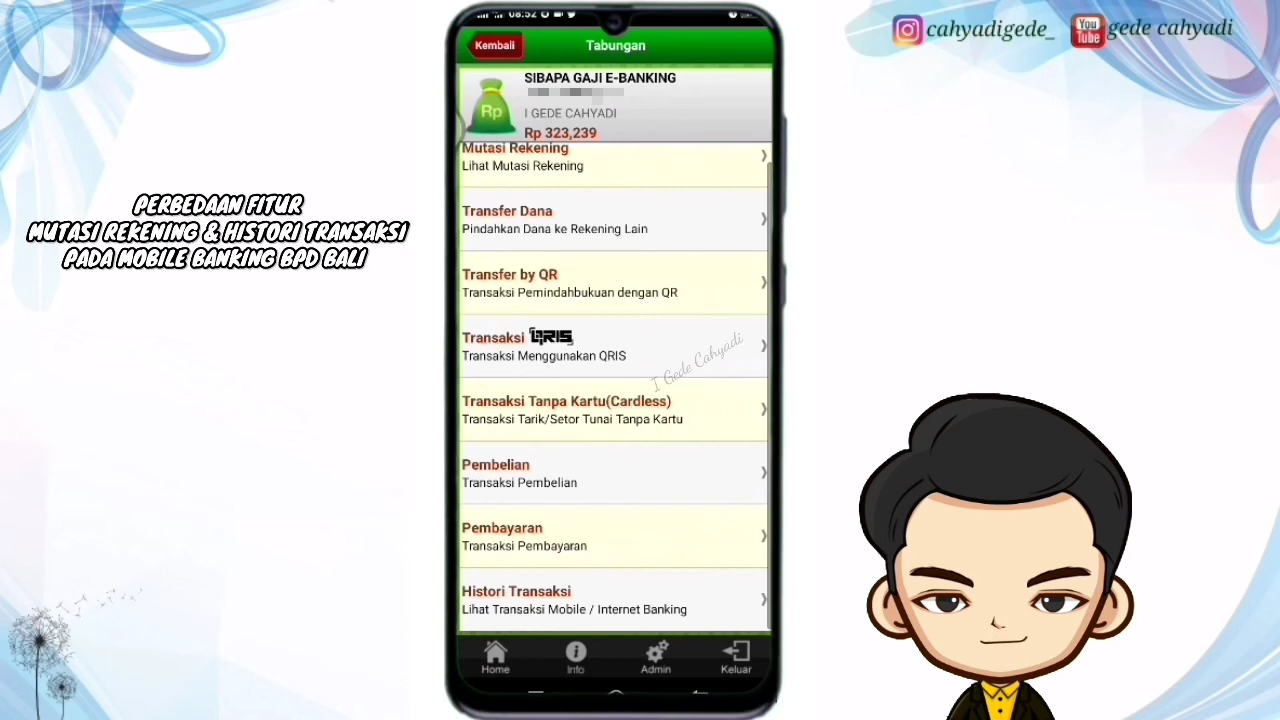 cahyadigede_
You Tube gede cahyadi
PERBEDAAN FITUR
MUTASI REKENING & HISTORI TRANSAKSI
PADA MOBILE BANKING BPD BALI
08:52
Kembali
Tabungan
Rp
SIBAPA GAJI E-BANKING
I GEDE CAHYADI
Rp 323,239
Mutasi Rekening
Lihat Mutasi Rekening
Transfer Dana
Pindahkan Dana ke Rekening Lain
Transfer by QR
Transaksi Pemindahbukuan dengan QR
Transaksi QRIS
Transaksi Menggunakan QRIS
I Gede Cahyadi
Transaksi Tanpa Kartu(Cardless)
Transaksi Tarik/Setor Tunai Tanpa Kartu
Pembelian
Transaksi Pembelian
Pembayaran
Transaksi Pembayaran
Histori Transaksi
Lihat Transaksi Mobile / Internet Banking
Home
Info
Admin
Keluar